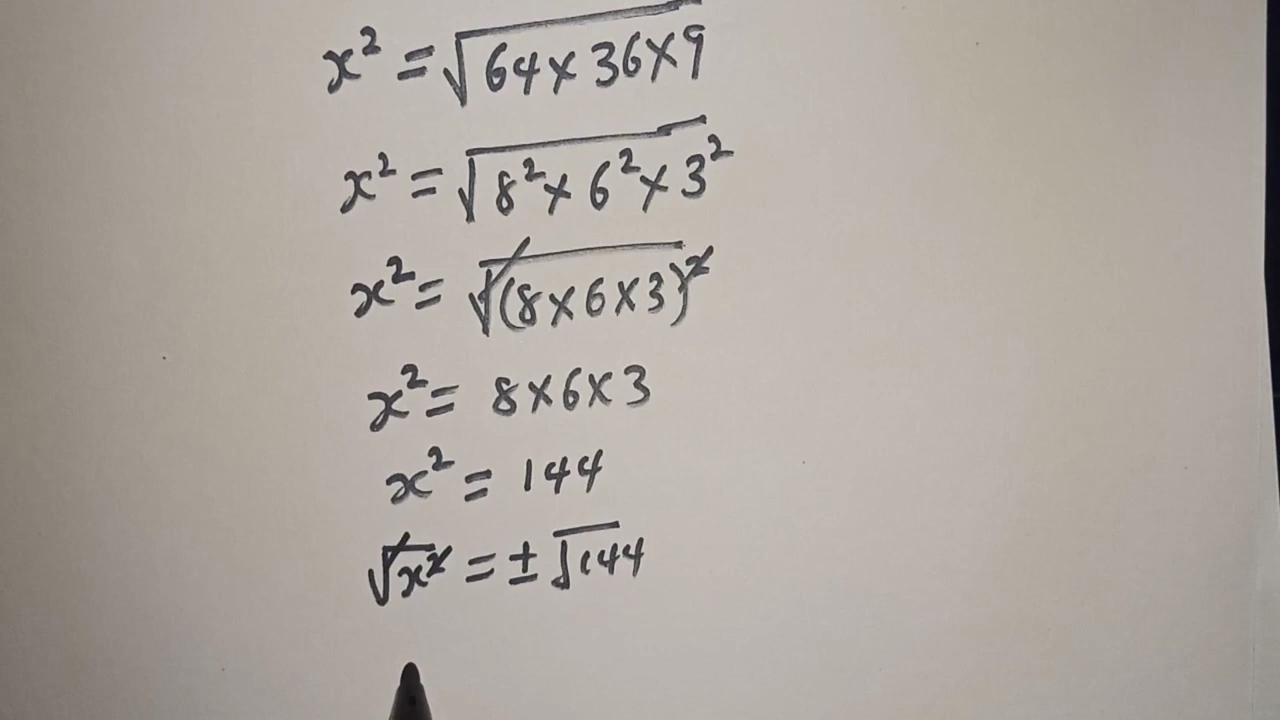 x² = √64×36×9
x² = √8²×6²×3²
x² = √(8×6×3)²
x² = 8×6×3
x² = 144
√x² = ±√144